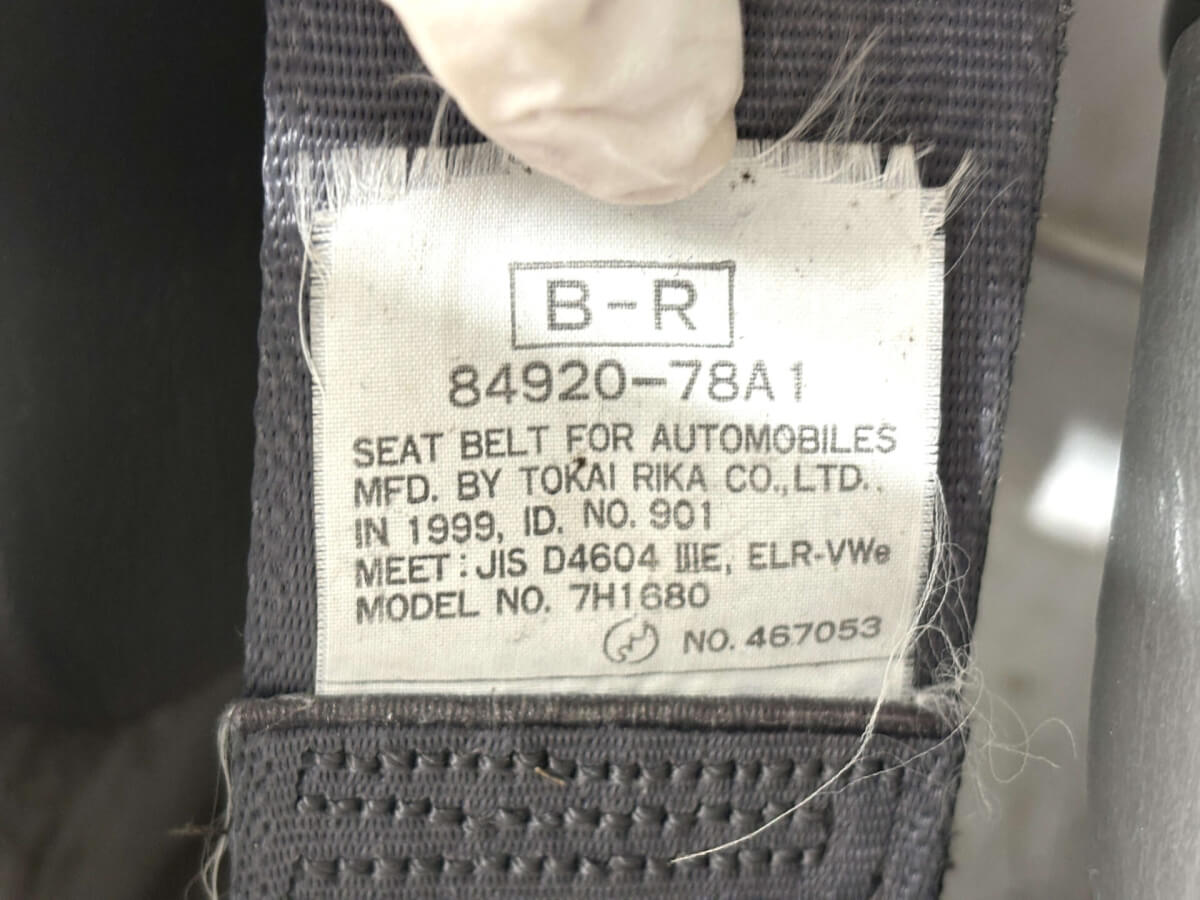 B-R
84920-78A1
SEAT BELT FOR AUTOMOBILES
MFD. BY TOKAI RIKA CO.,LTD.
IN 1999, ID. NO. 901
MEET : JIS D4604 IIIE, ELR-VWe
MODEL NO. 7H1680
NO. 467053